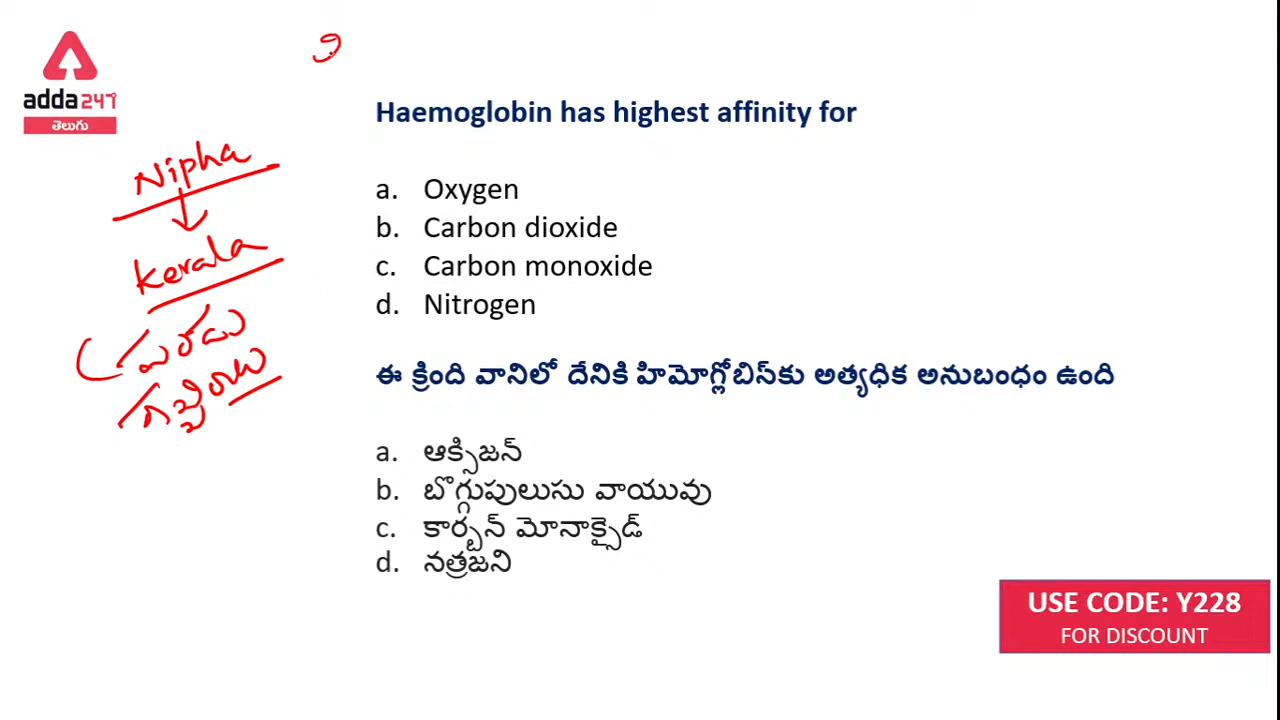 adda247
తెలుగు
Haemoglobin has highest affinity for
a. Oxygen
b. Carbon dioxide
c. Carbon monoxide
d. Nitrogen
ఈ క్రింది వానిలో దేనికి హిమోగ్లోబిన్‌కు అత్యధిక అనుబంధం ఉంది
a. ఆక్సిజన్
b. బొగ్గుపులుసు వాయువు
c. కార్బన్ మోనాక్సైడ్
d. నత్రజని
Nipha
Kerala
USE CODE: Y228
FOR DISCOUNT